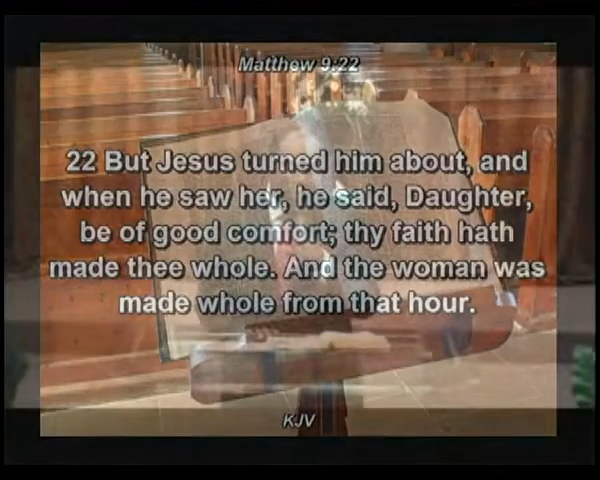 Matthew 9:22
22 But Jesus turned him about, and
when he saw her, he said, Daughter,
be of good comfort; thy faith hath
made thee whole. And the woman was
made whole from that hour.
KJV